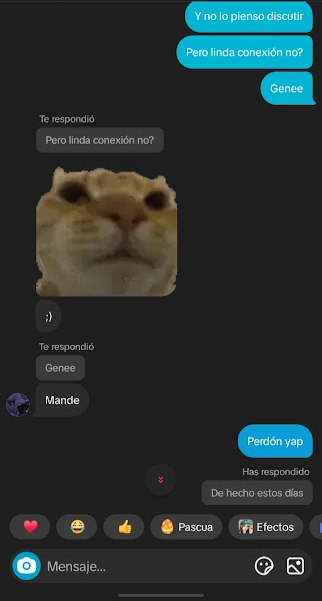 Y no lo pienso discutir
Pero linda conexión no?
Genee
Te respondió
Pero linda conexión no?
;)
Te respondió
Genee
Mande
Perdón yap
Has respondido
De hecho estos días
Pascua
Efectos
Mensaje...